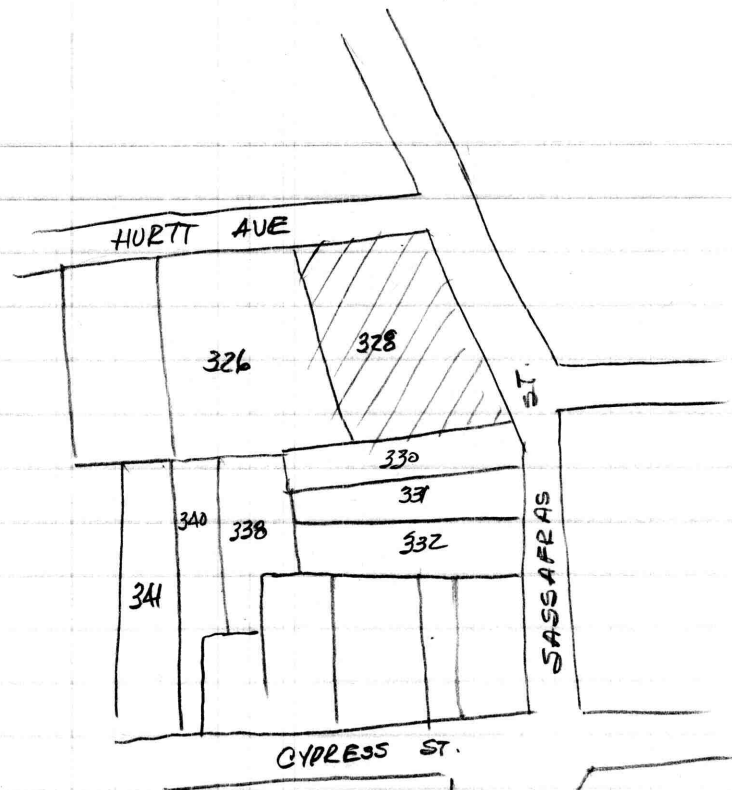 HURTT AVE
326
328
ST.
330
331
340
338
332
341
SASSAFRAS
CYPRESS ST.